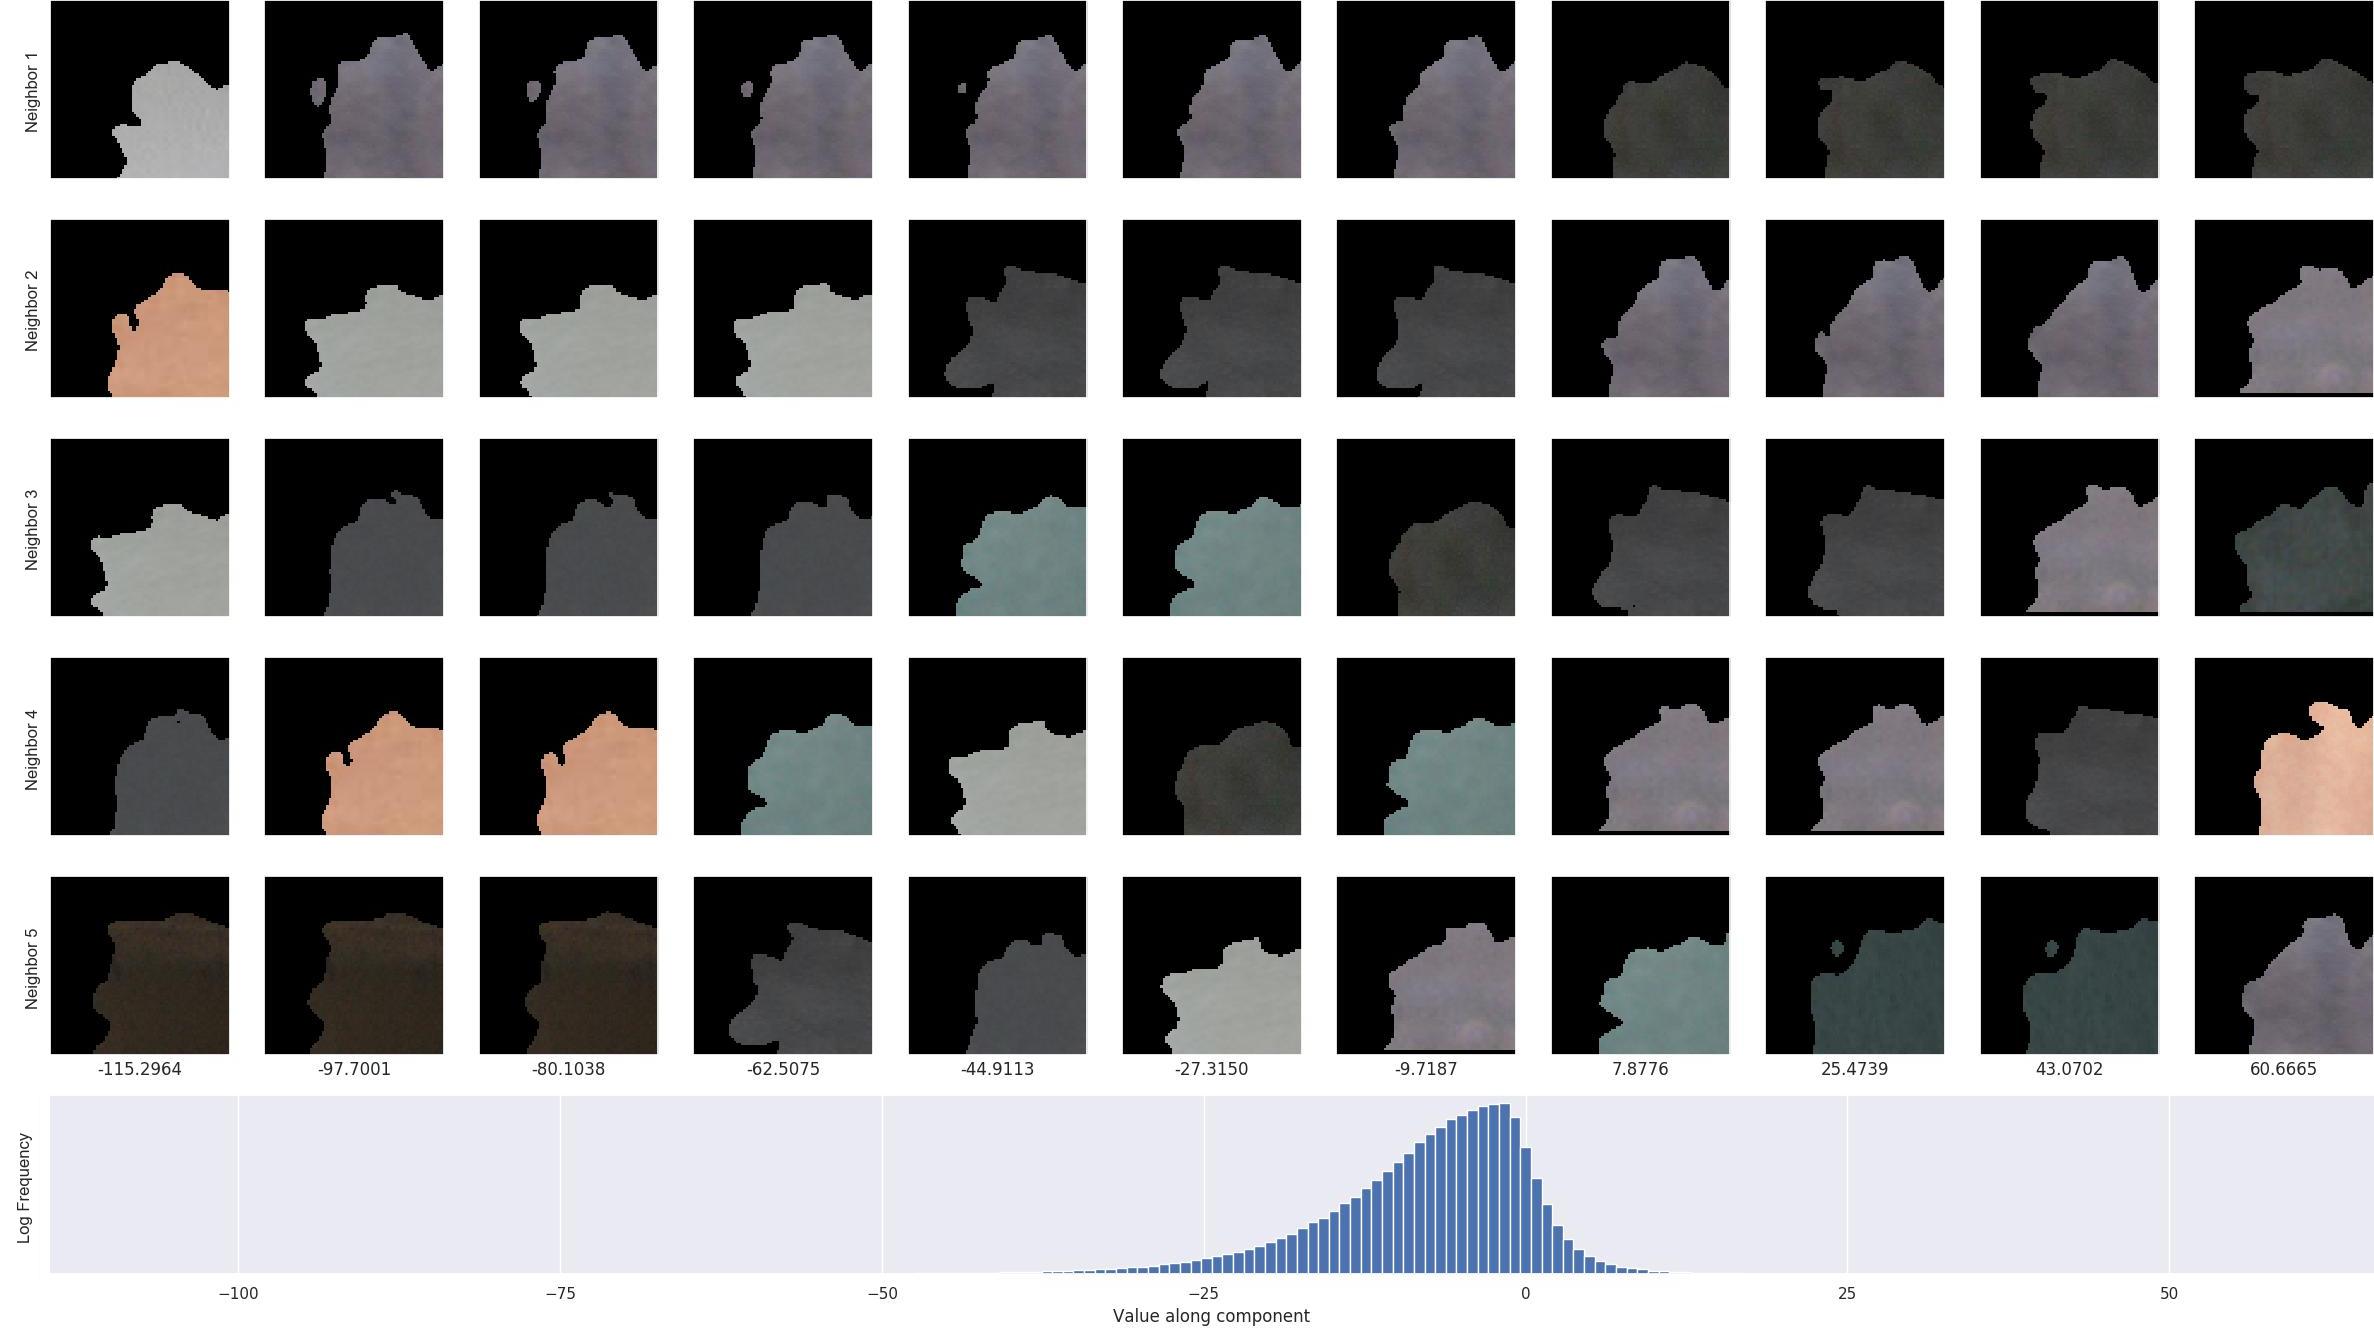 Neighbor 1
Neighbor 2
Neighbor 3
Neighbor 4
Neighbor 5
-115.2964 -97.7001 -80.1038 -62.5075 -44.9113 -27.3150 -9.7187 7.8776 25.4739 43.0702 60.6665
Log Frequency
−100 −75 −50 −25 0 25 50
Value along component